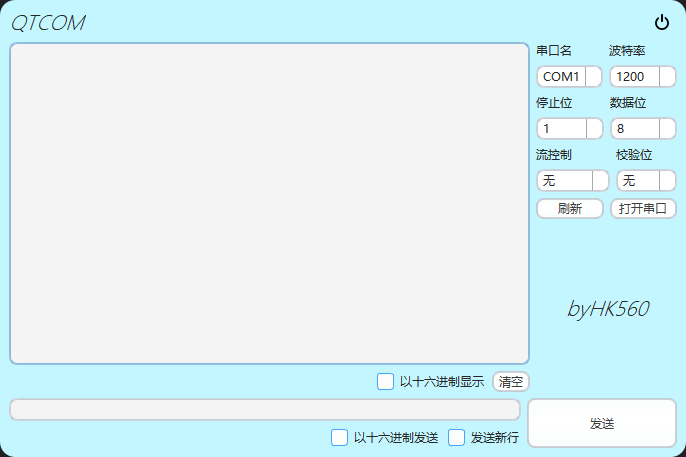 QTCOM
串口名 波特率
COM1 1200
停止位 数据位
1 8
流控制 校验位
无 无
刷新 打开串口
byHK560
以十六进制显示 清空
发送
以十六进制发送 发送新行